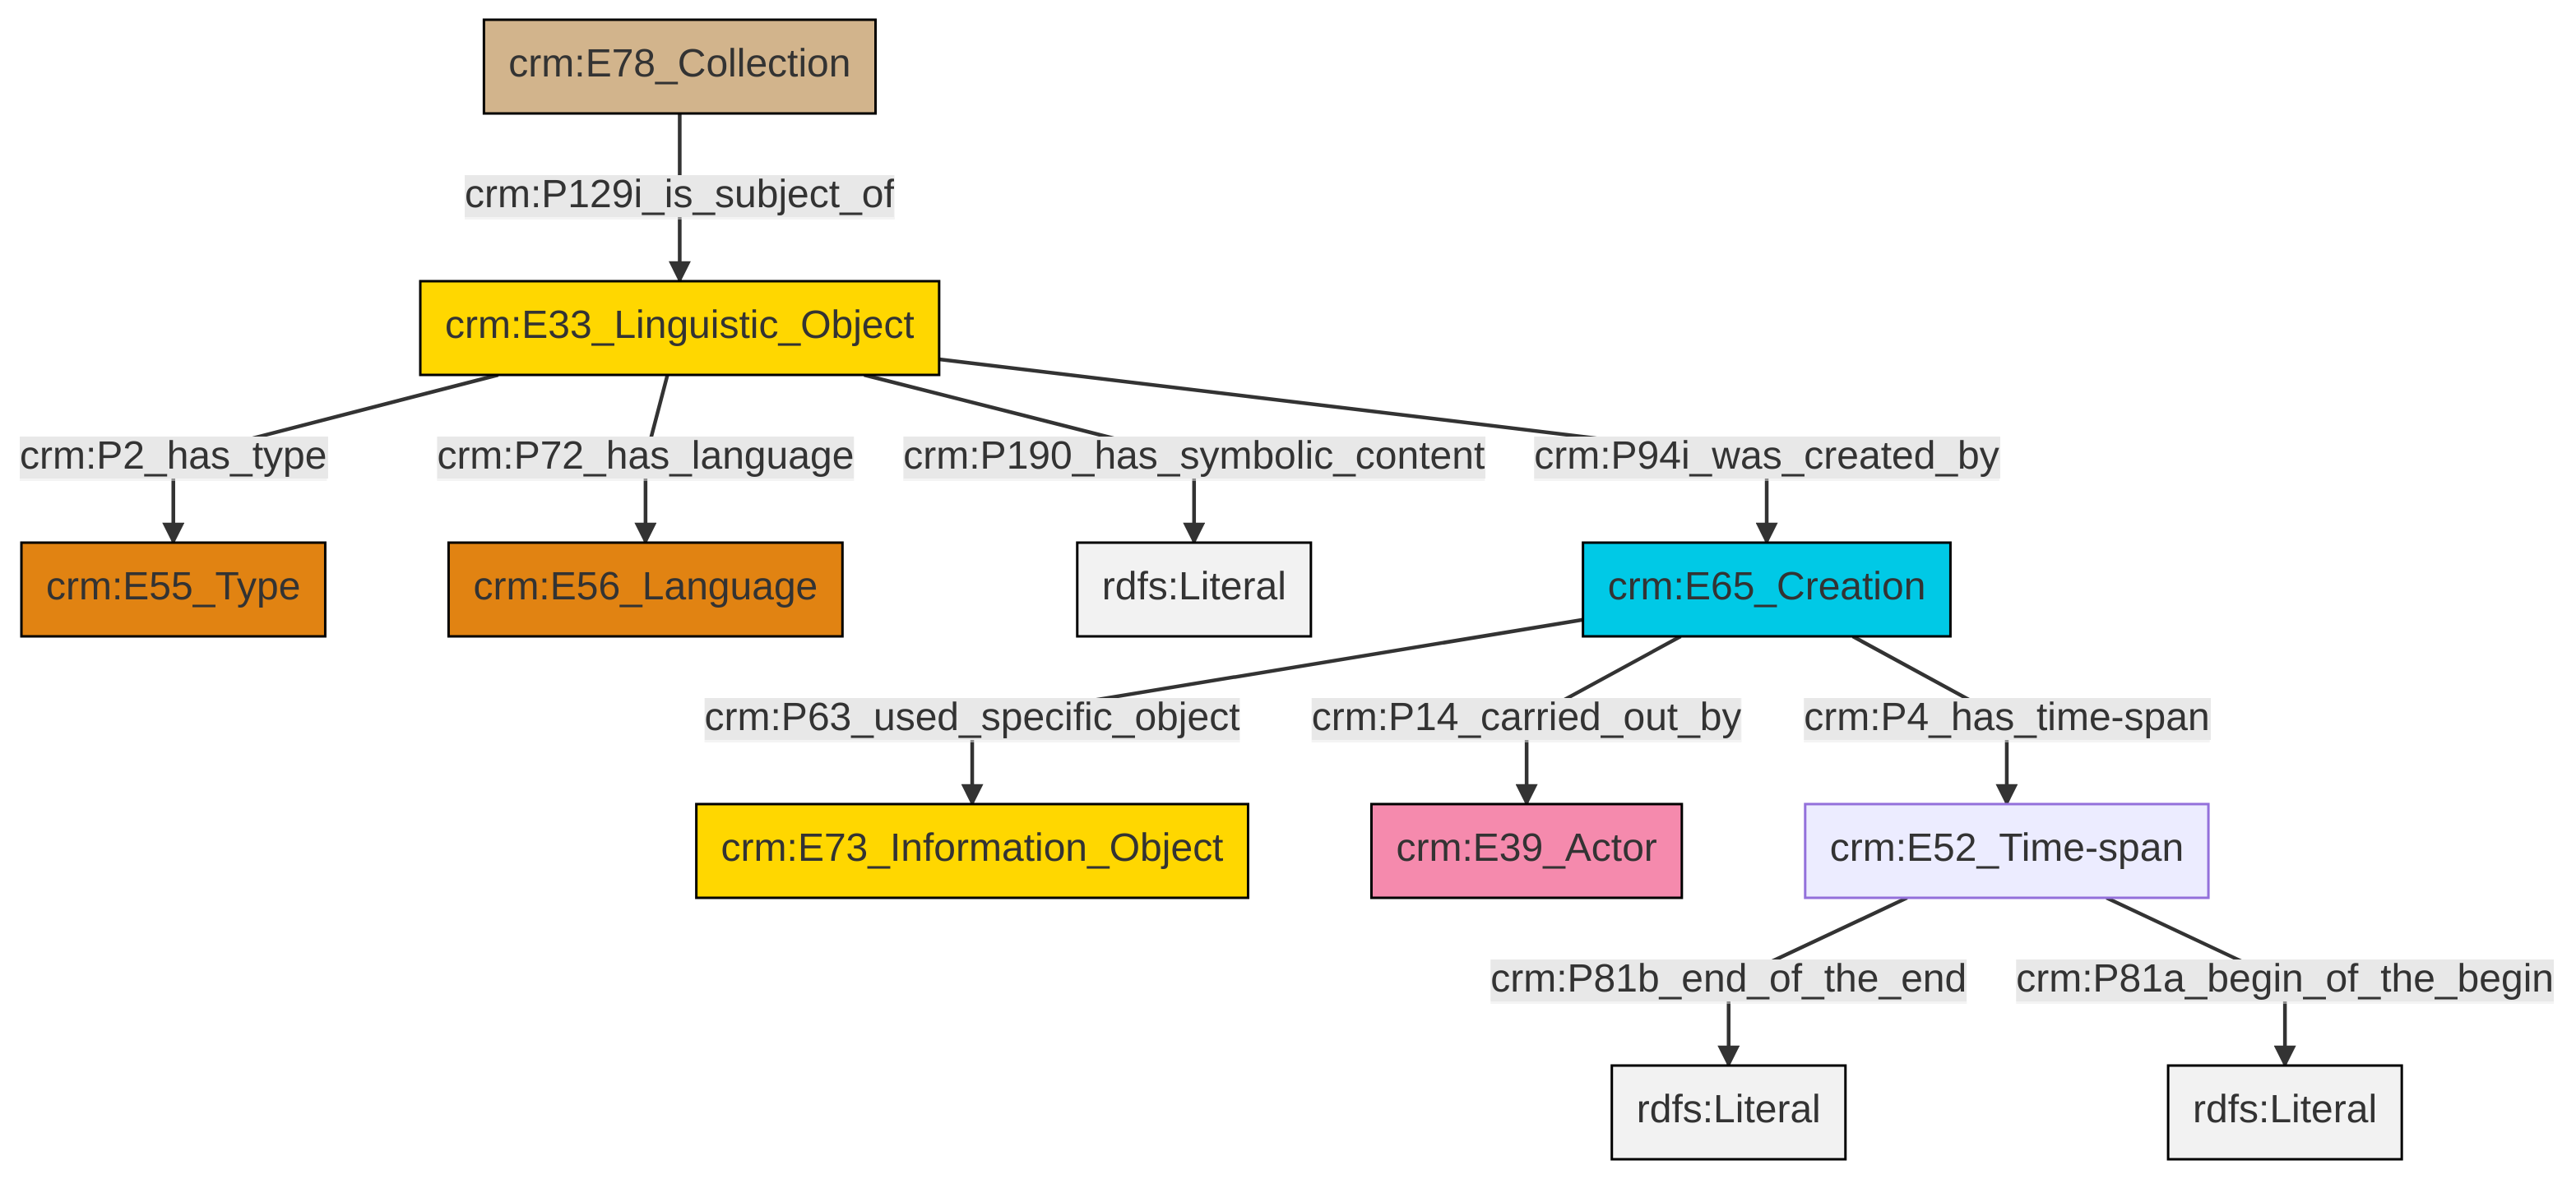 crm:E78_Collection
crm:P129i_is_subject_of
crm:E33_Linguistic_Object
crm:P2_has_type
crm:P72_has_language
crm:P190_has_symbolic_content
crm:P94i_was_created_by
crm:E55_Type
crm:E56_Language
rdfs:Literal
crm:E65_Creation
crm:P63_used_specific_object
crm:P14_carried_out_by
crm:P4_has_time-span
crm:E73_Information_Object
crm:E39_Actor
crm:E52_Time-span
crm:P81b_end_of_the_end
crm:P81a_begin_of_the_begin
rdfs:Literal
rdfs:Literal